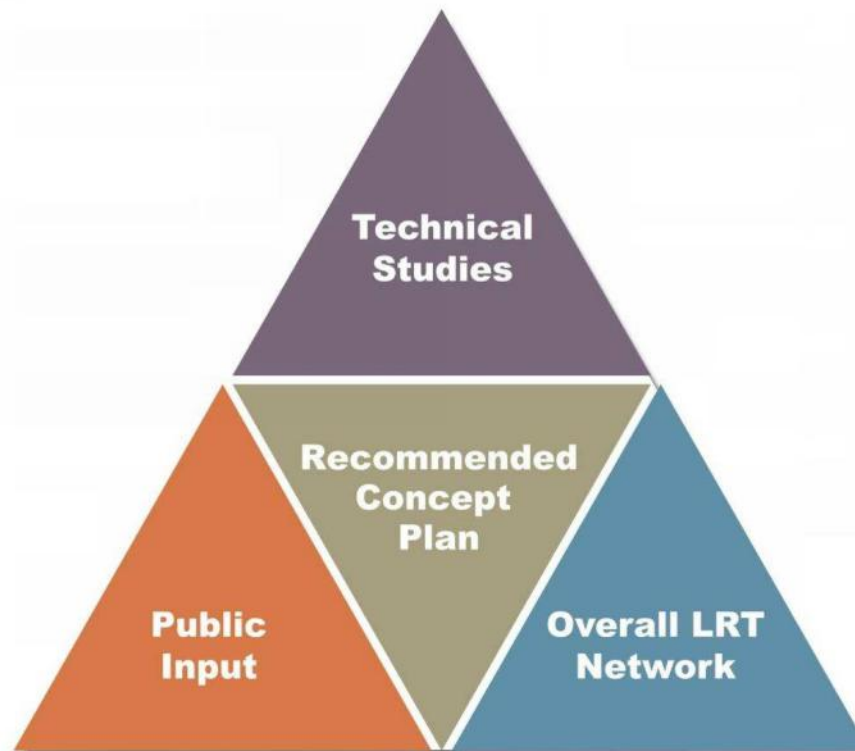 Technical
Studies
Recommended
Concept
Plan
Public
Input
Overall LRT
Network